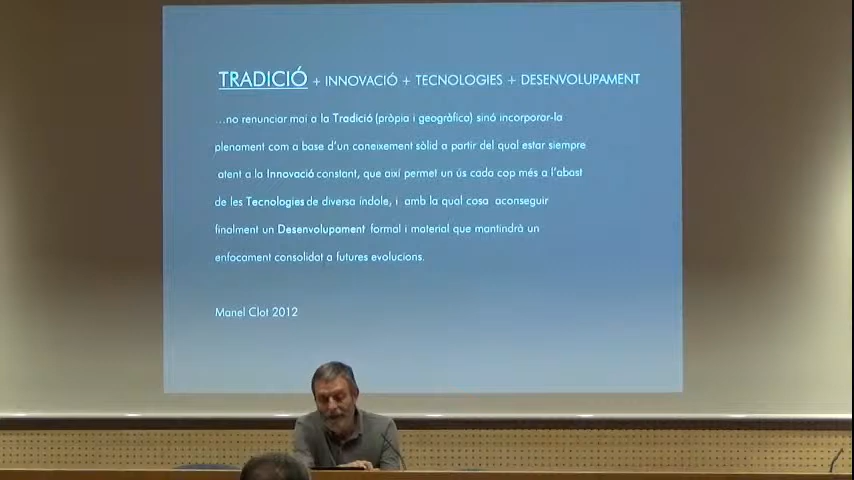 TRADICIÓ + INNOVACIÓ + TECNOLOGIES + DESENVOLUPAMENT
...no renunciar mai a la Tradició (pròpia i geogràfica) sinó incorporar-la
plenament com a base d'un coneixement sòlid a partir del qual estar sempre
atent a la Innovació constant, que així permet un ús cada cop més a l'abast
de les Tecnologies de diversa índole, i amb la qual cosa aconseguir
finalment un Desenvolupament formal i material que mantindrà un
enfocament consolidat a futures evolucions.
Manel Clot 2012